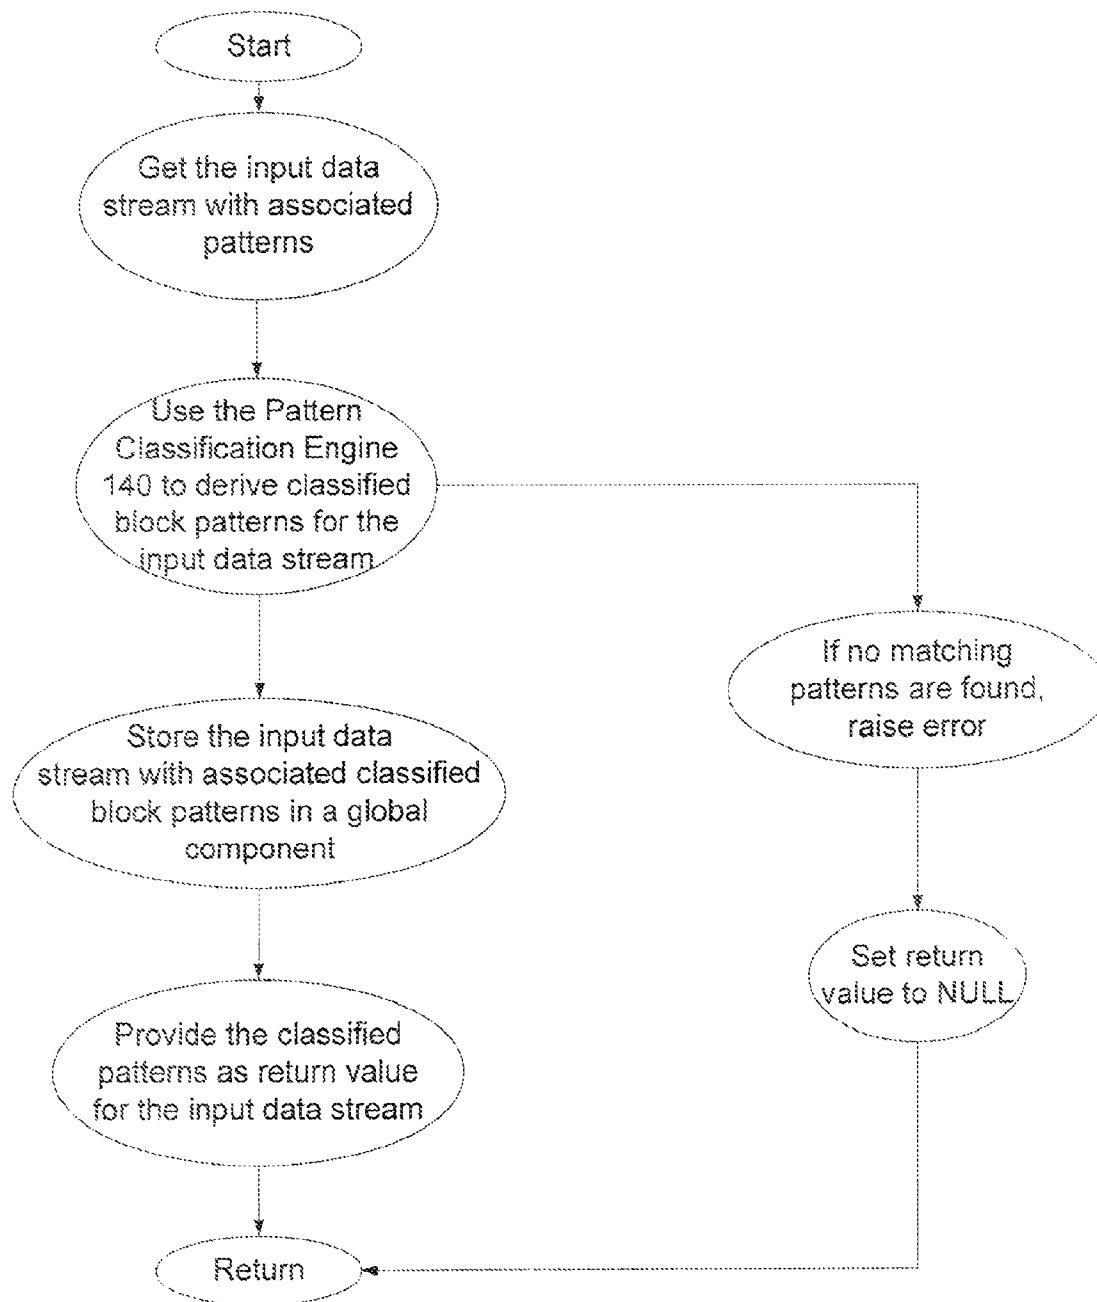 Start
Get the input data
stream with associated
patterns
Use the Pattern
Classification Engine
140 to derive classified
block patterns for the
input data stream
If no matching
patterns are found,
raise error
Store the input data
stream with associated classified
block patterns in a global
component
Set return
value to NULL
Provide the classified
patterns as return value
for the input data stream
Return